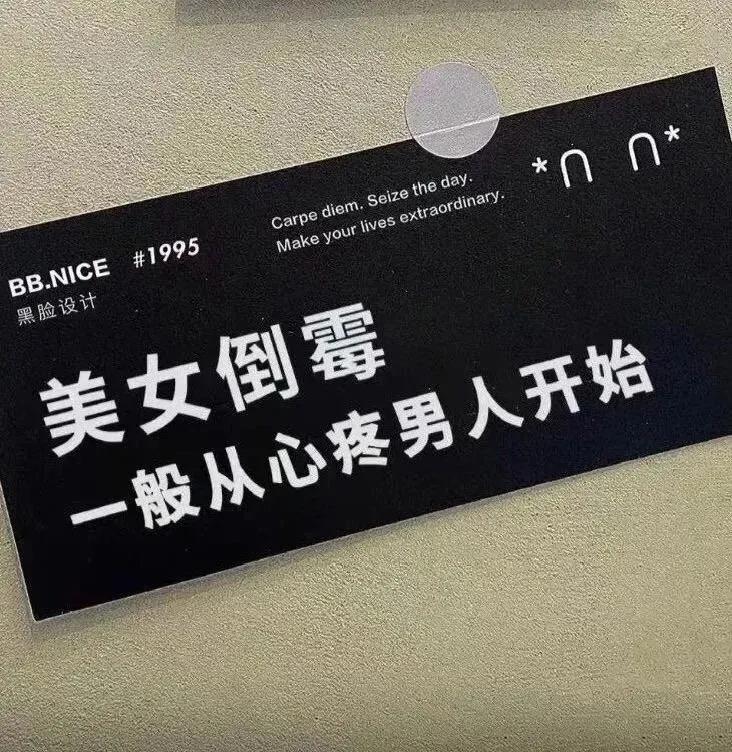 BB.NICE #1995
黑脸设计
Carpe diem. Seize the day.
Make your lives extraordinary.
*∩ ∩*
美女倒霉
一般从心疼男人开始